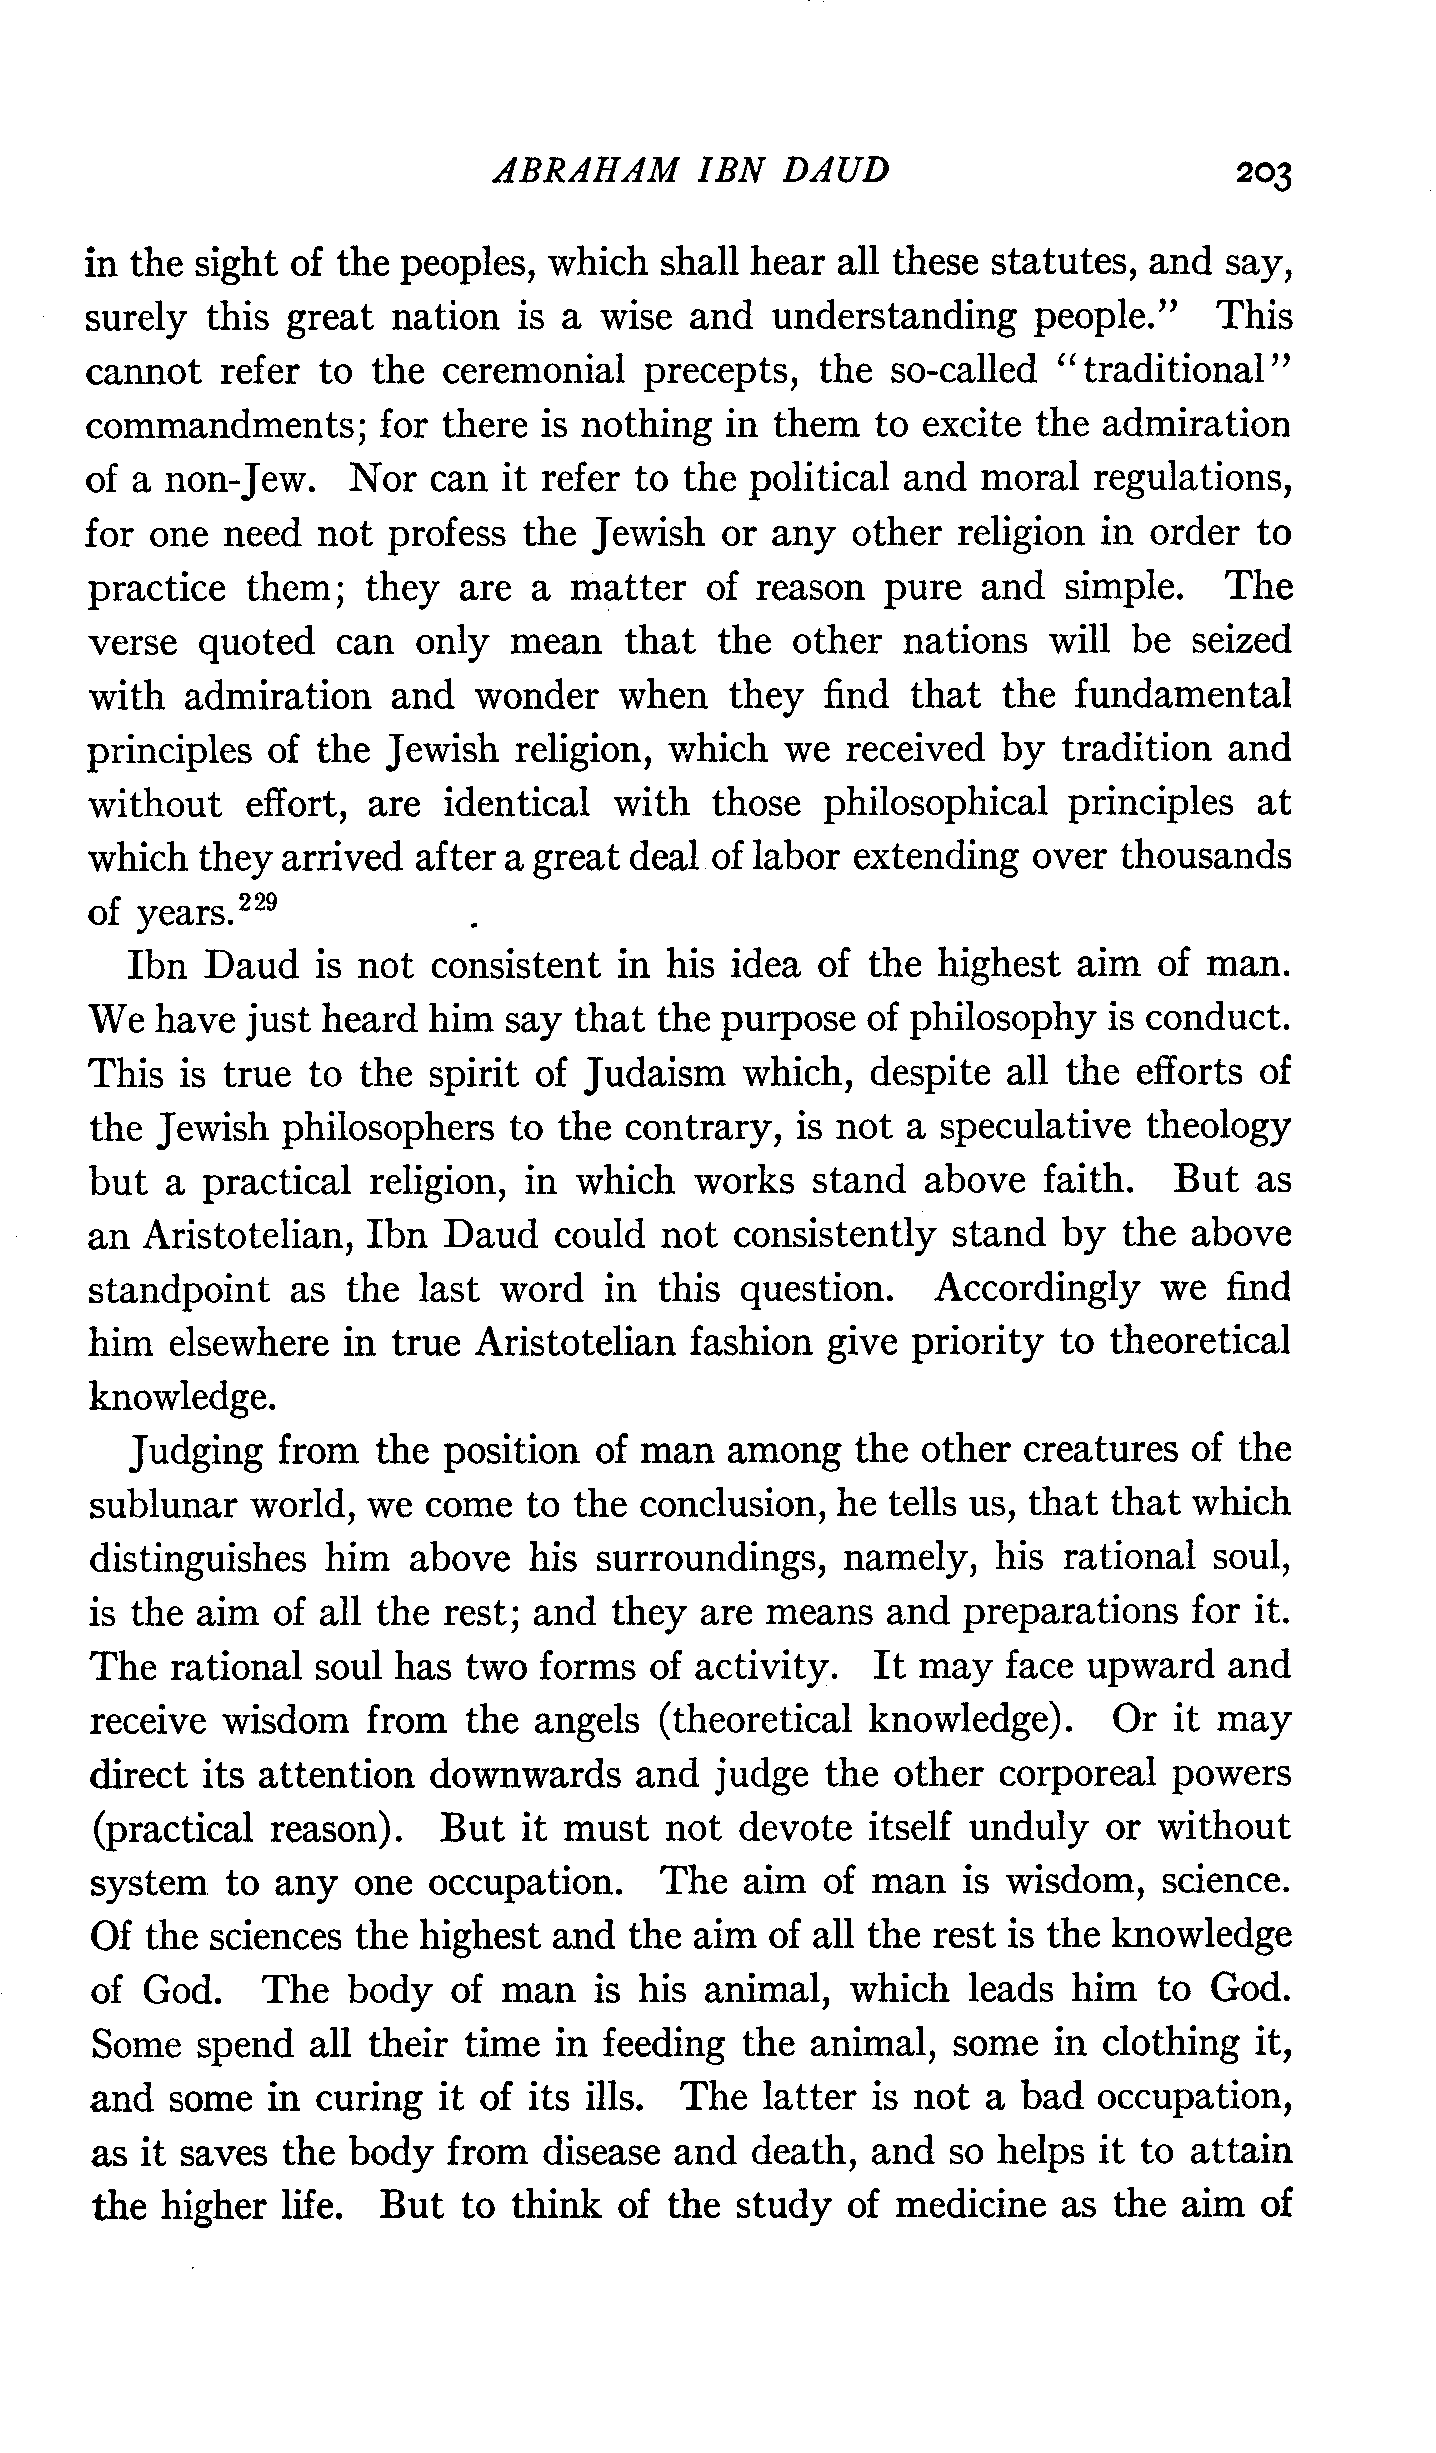 ABRAHAM IBN DAUD 203
in the sight of the peoples, which shall hear all these statutes, and say,
surely this great nation is a wise and understanding people." This
cannot refer to the ceremonial precepts, the so-called "traditional"
commandments; for there is nothing in them to excite the admiration
of a non-Jew. Nor can it refer to the political and moral regulations,
for one need not profess the Jewish or any other religion in order to
practice them; they are a matter of reason pure and simple. The
verse quoted can only mean that the other nations will be seized
with admiration and wonder when they find that the fundamental
principles of the Jewish religion, which we received by tradition and
without effort, are identical with those philosophical principles at
which they arrived after a great deal of labor extending over thousands
of years.229
Ibn Daud is not consistent in his idea of the highest aim of man.
We have just heard him say that the purpose of philosophy is conduct.
This is true to the spirit of Judaism which, despite all the efforts of
the Jewish philosophers to the contrary, is not a speculative theology
but a practical religion, in which works stand above faith. But as
an Aristotelian, Ibn Daud could not consistently stand by the above
standpoint as the last word in this question. Accordingly we find
him elsewhere in true Aristotelian fashion give priority to theoretical
knowledge.
Judging from the position of man among the other creatures of the
sublunar world, we come to the conclusion, he tells us, that that which
distinguishes him above his surroundings, namely, his rational soul,
is the aim of all the rest; and they are means and preparations for it.
The rational soul has two forms of activity. It may face upward and
receive wisdom from the angels (theoretical knowledge). Or it may
direct its attention downwards and judge the other corporeal powers
(practical reason). But it must not devote itself unduly or without
system to any one occupation. The aim of man is wisdom, science.
Of the sciences the highest and the aim of all the rest is the knowledge
of God. The body of man is his animal, which leads him to God.
Some spend all their time in feeding the animal, some in clothing it,
and some in curing it of its ills. The latter is not a bad occupation,
as it saves the body from disease and death, and so helps it to attain
the higher life. But to think of the study of medicine as the aim of